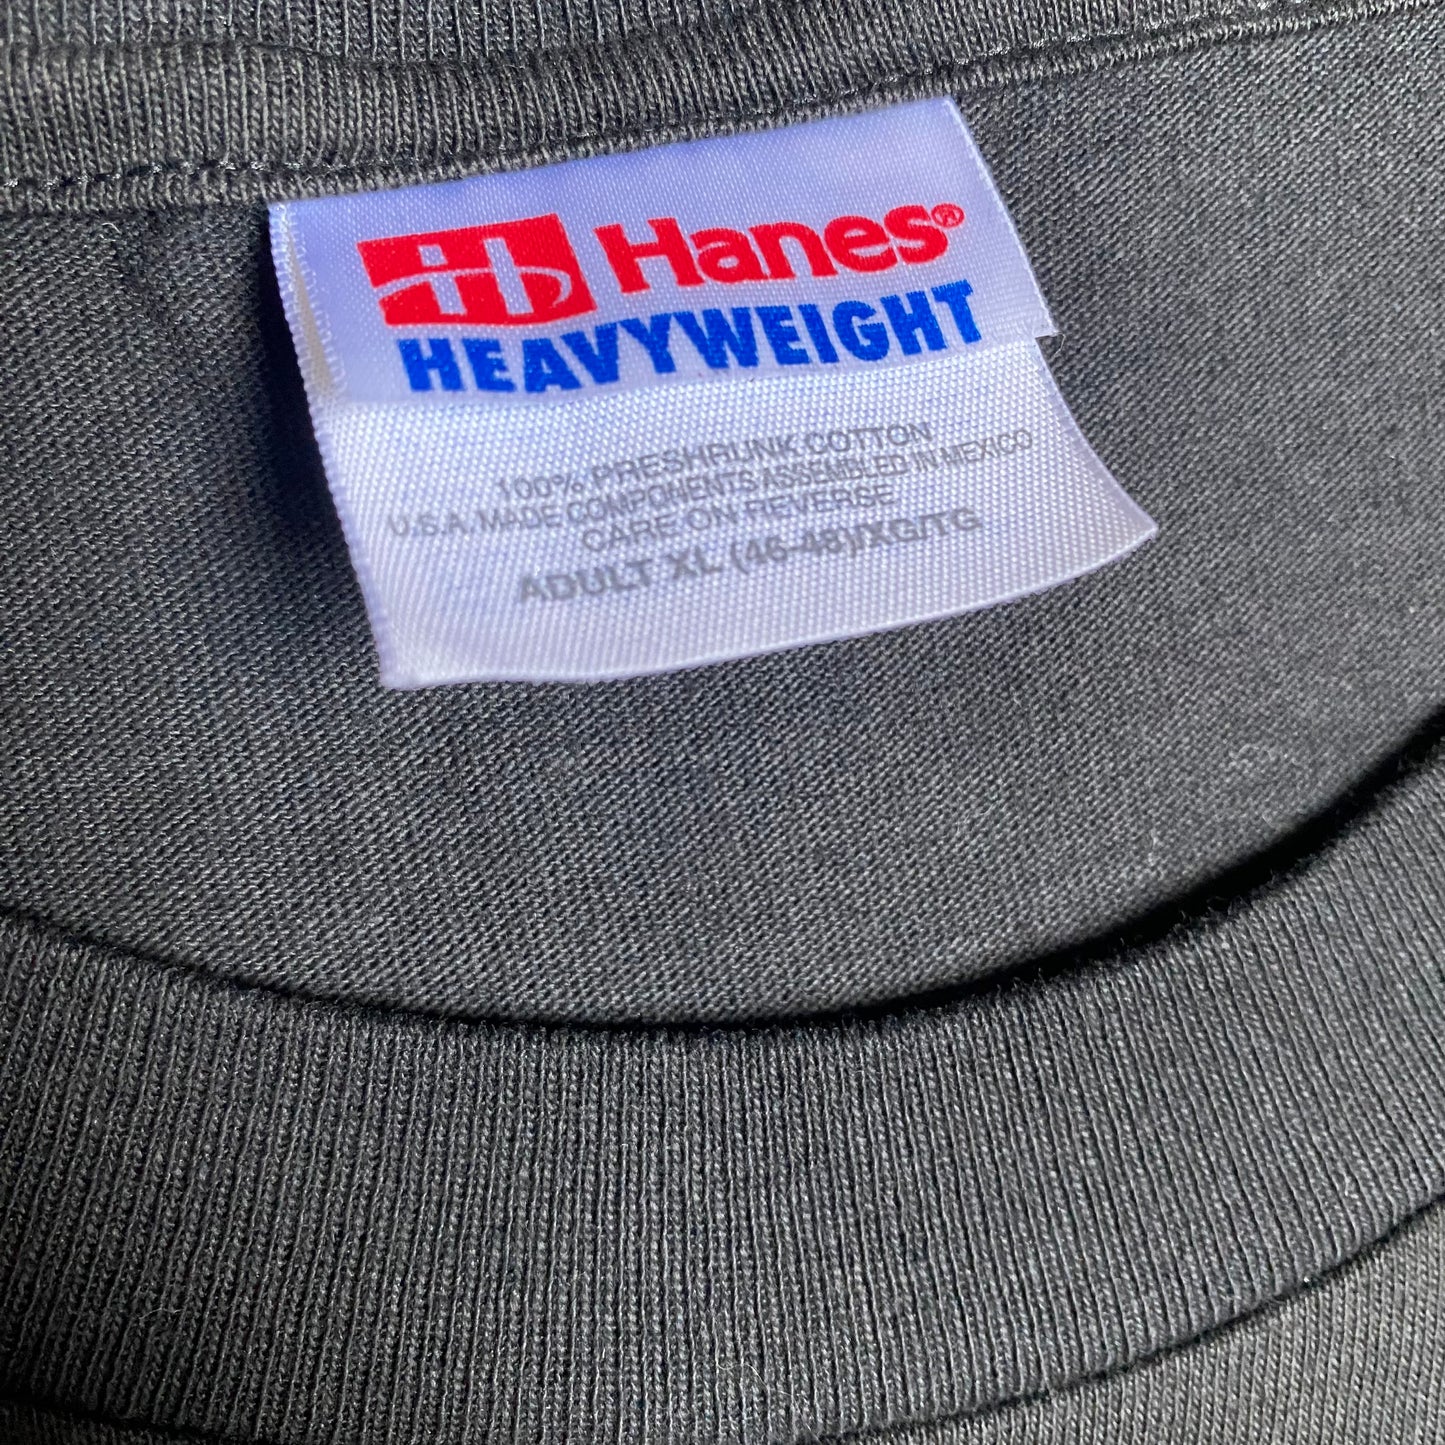 Hanes®
HEAVYWEIGHT
100% PRESHRUNK COTTON
U.S.A. MADE COMPONENTS ASSEMBLED IN MEXICO
CARE ON REVERSE
ADULT XL (46-48)/XG/TG